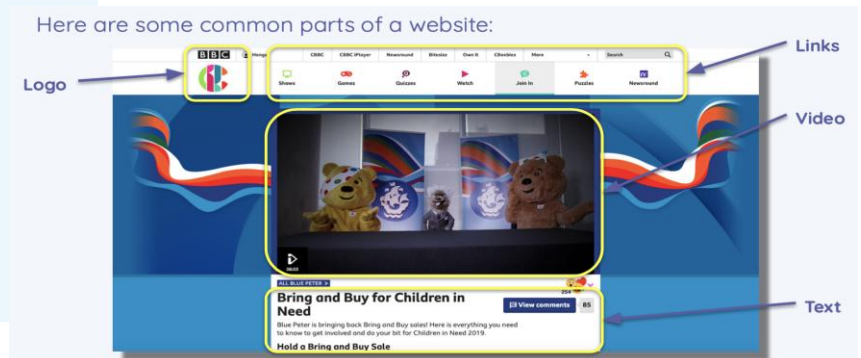 Here are some common parts of a website:
BBC
CBBC CBBC iPlayer Newsround Bitesize Own It CBeebies More Search
Links
Logo
Shows Games Quizzes Watch Join In Puzzles Newsround
Video
ALL BLUE PETER >
254
Bring and Buy for Children in
Need
View comments 85
Text
Blue Peter is bringing back Bring and Buy sales! Here is everything you need
to know to get involved and do your bit for Children in Need 2019.
Hold a Bring and Buy Sale